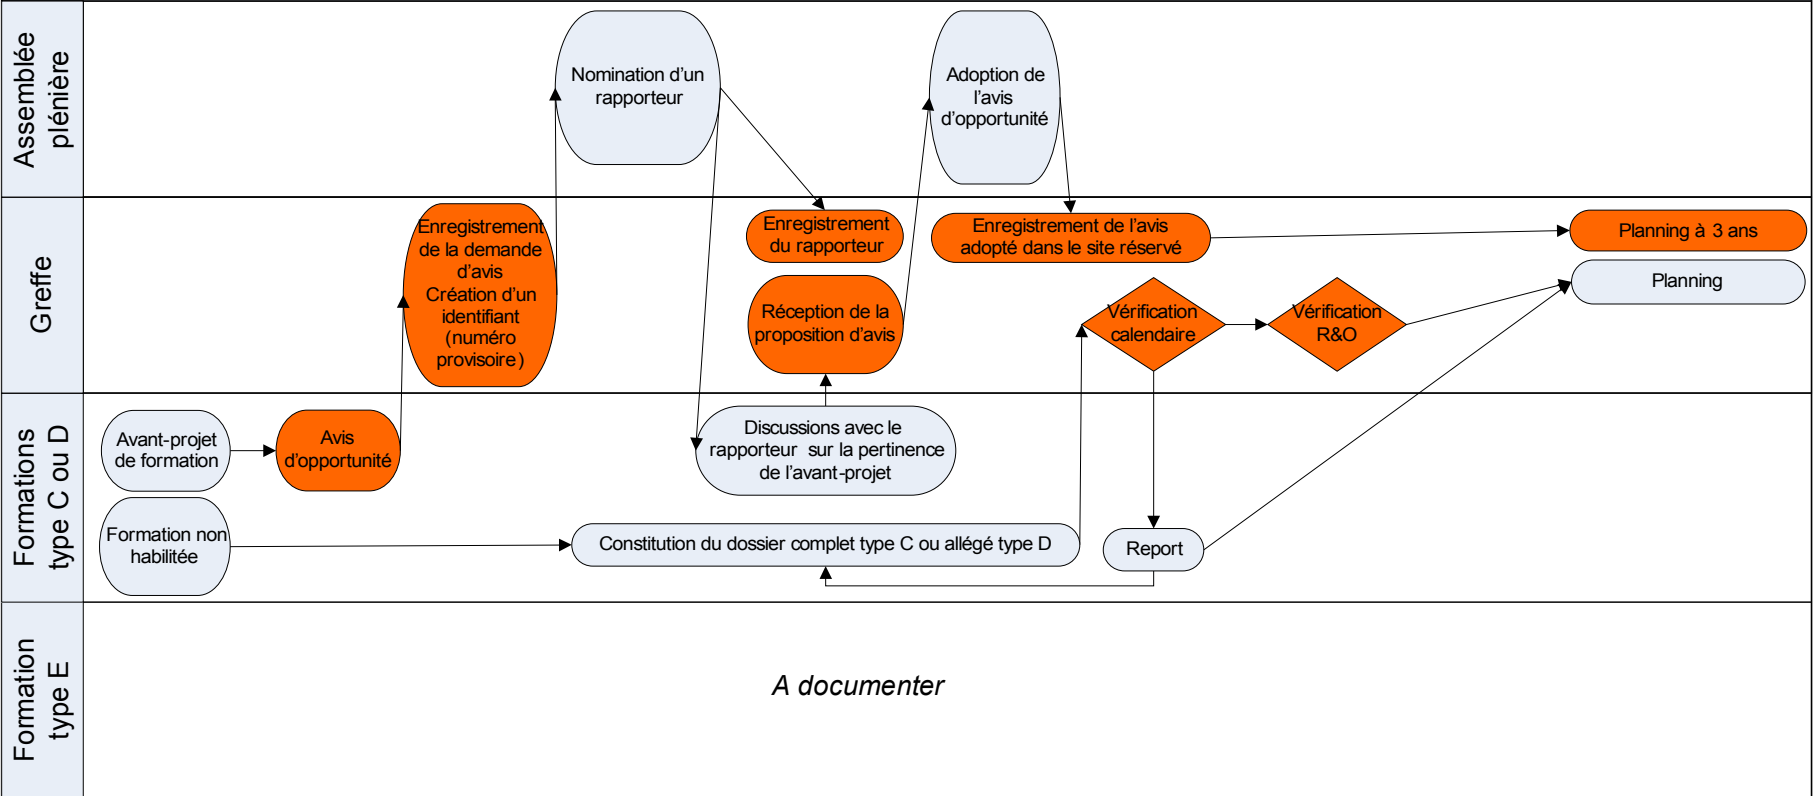 Assemblée
plénière
Nomination d'un
rapporteur
Adoption de
l'avis
d'opportunité
Greffe
Enregistrement
de la demande
d'avis
Création d'un
identifiant
(numéro
provisoire)
Enregistrement
du rapporteur
Enregistrement de l'avis
adopté dans le site réservé
Planning à 3 ans
Planning
Réception de la
proposition d'avis
Vérification
calendaire
Vérification
R&O
Formations
type C ou D
Avant-projet
de formation
Avis
d'opportunité
Discussions avec le
rapporteur sur la pertinence
de l'avant-projet
Formation non
habilitée
Constitution du dossier complet type C ou allégé type D
Report
Formation
type E
A documenter